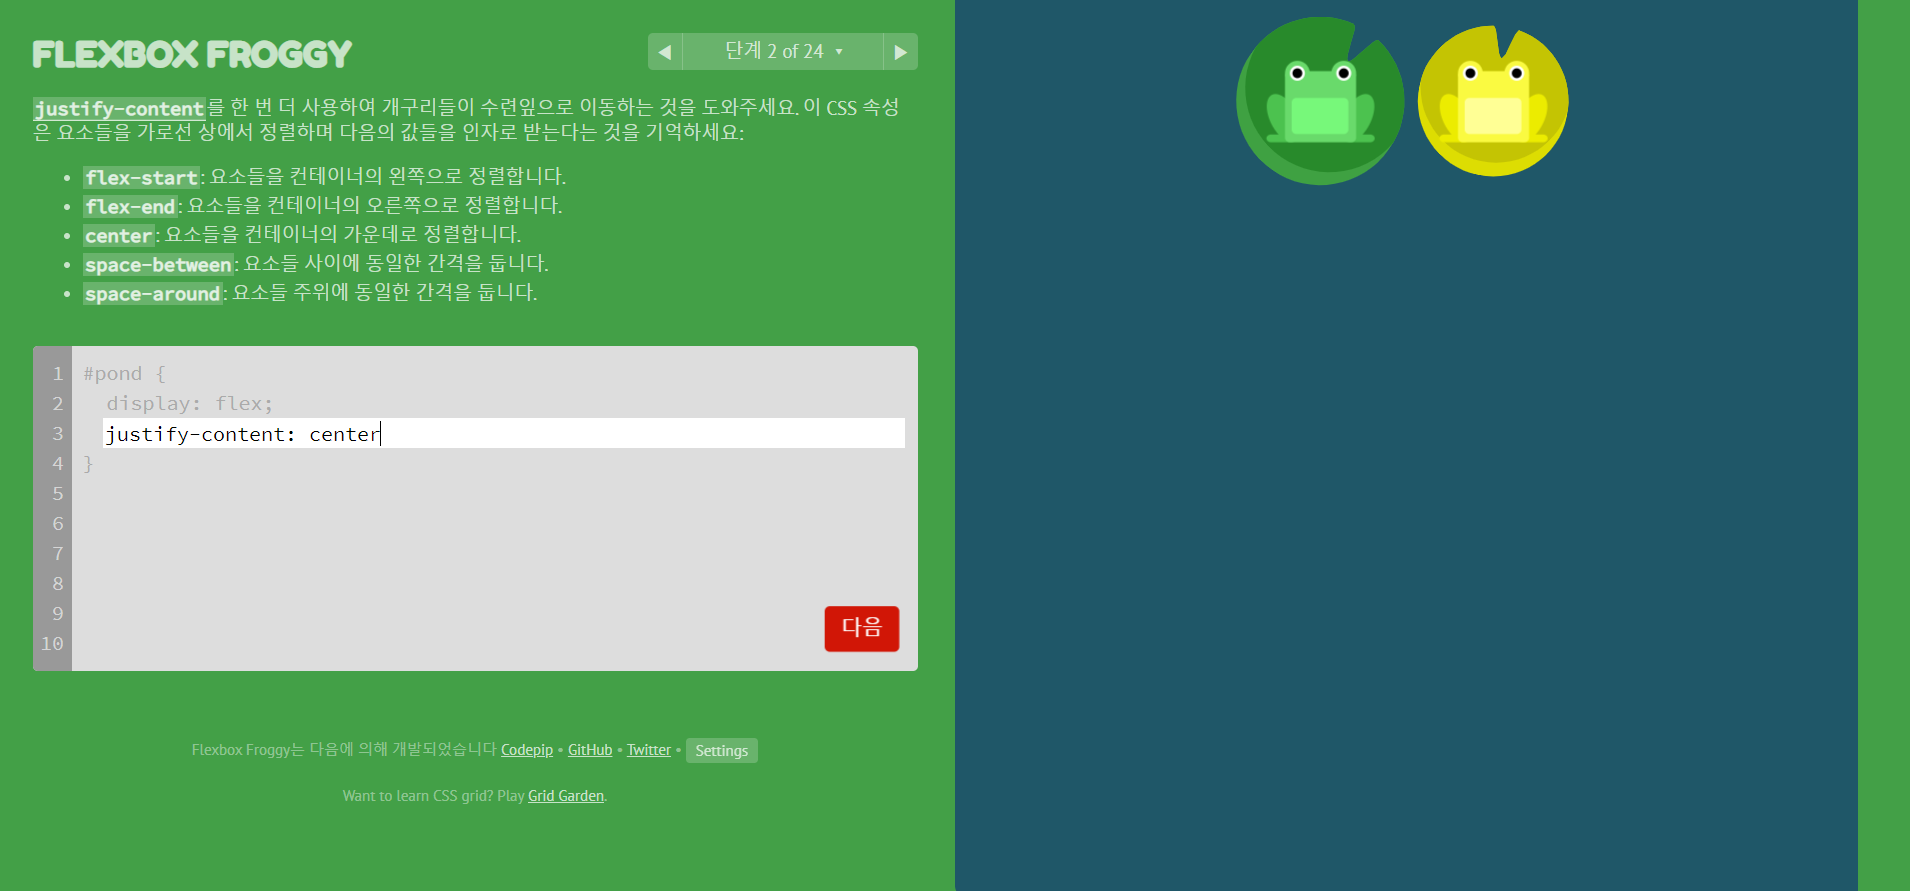 FLEXBOX FROGGY
◀ 단계 2 of 24 ▼ ▶
justify-content를 한 번 더 사용하여 개구리들이 수련잎으로 이동하는 것을 도와주세요. 이 CSS 속성
은 요소들을 가로선 상에서 정렬하며 다음의 값들을 인자로 받는다는 것을 기억하세요:
• flex-start: 요소들을 컨테이너의 왼쪽으로 정렬합니다.
• flex-end: 요소들을 컨테이너의 오른쪽으로 정렬합니다.
• center: 요소들을 컨테이너의 가운데로 정렬합니다.
• space-between: 요소들 사이에 동일한 간격을 둡니다.
• space-around: 요소들 주위에 동일한 간격을 둡니다.
1 #pond {
2 display: flex;
3 justify-content: center
4 }
5
6
7
8
9
10
다음
Flexbox Froggy는 다음에 의해 개발되었습니다 Codepip • GitHub • Twitter • Settings
Want to learn CSS grid? Play Grid Garden.